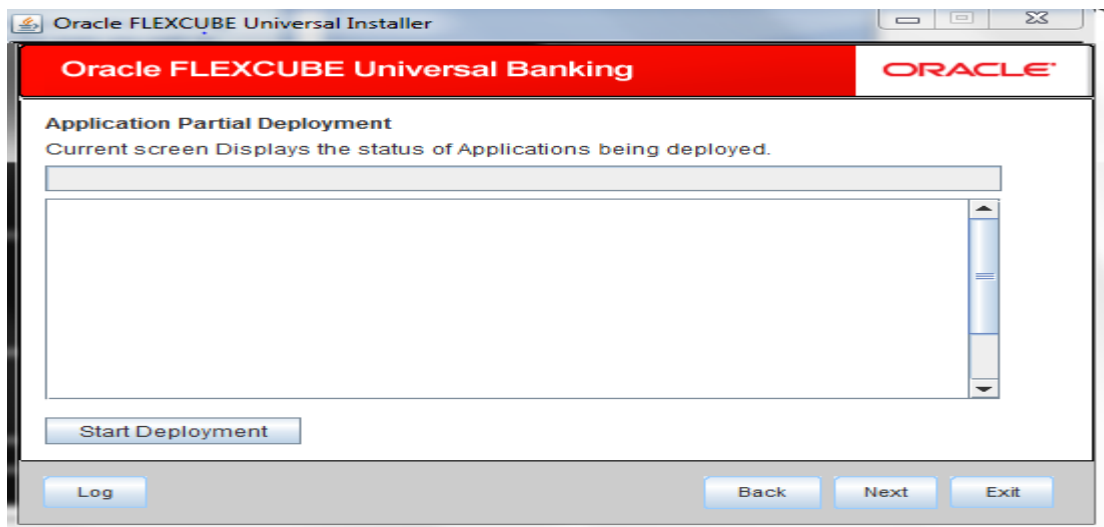 Oracle FLEXCUBE Universal Installer
Oracle FLEXCUBE Universal Banking
ORACLE
Application Partial Deployment
Current screen Displays the status of Applications being deployed.
Start Deployment
Log Back Next Exit